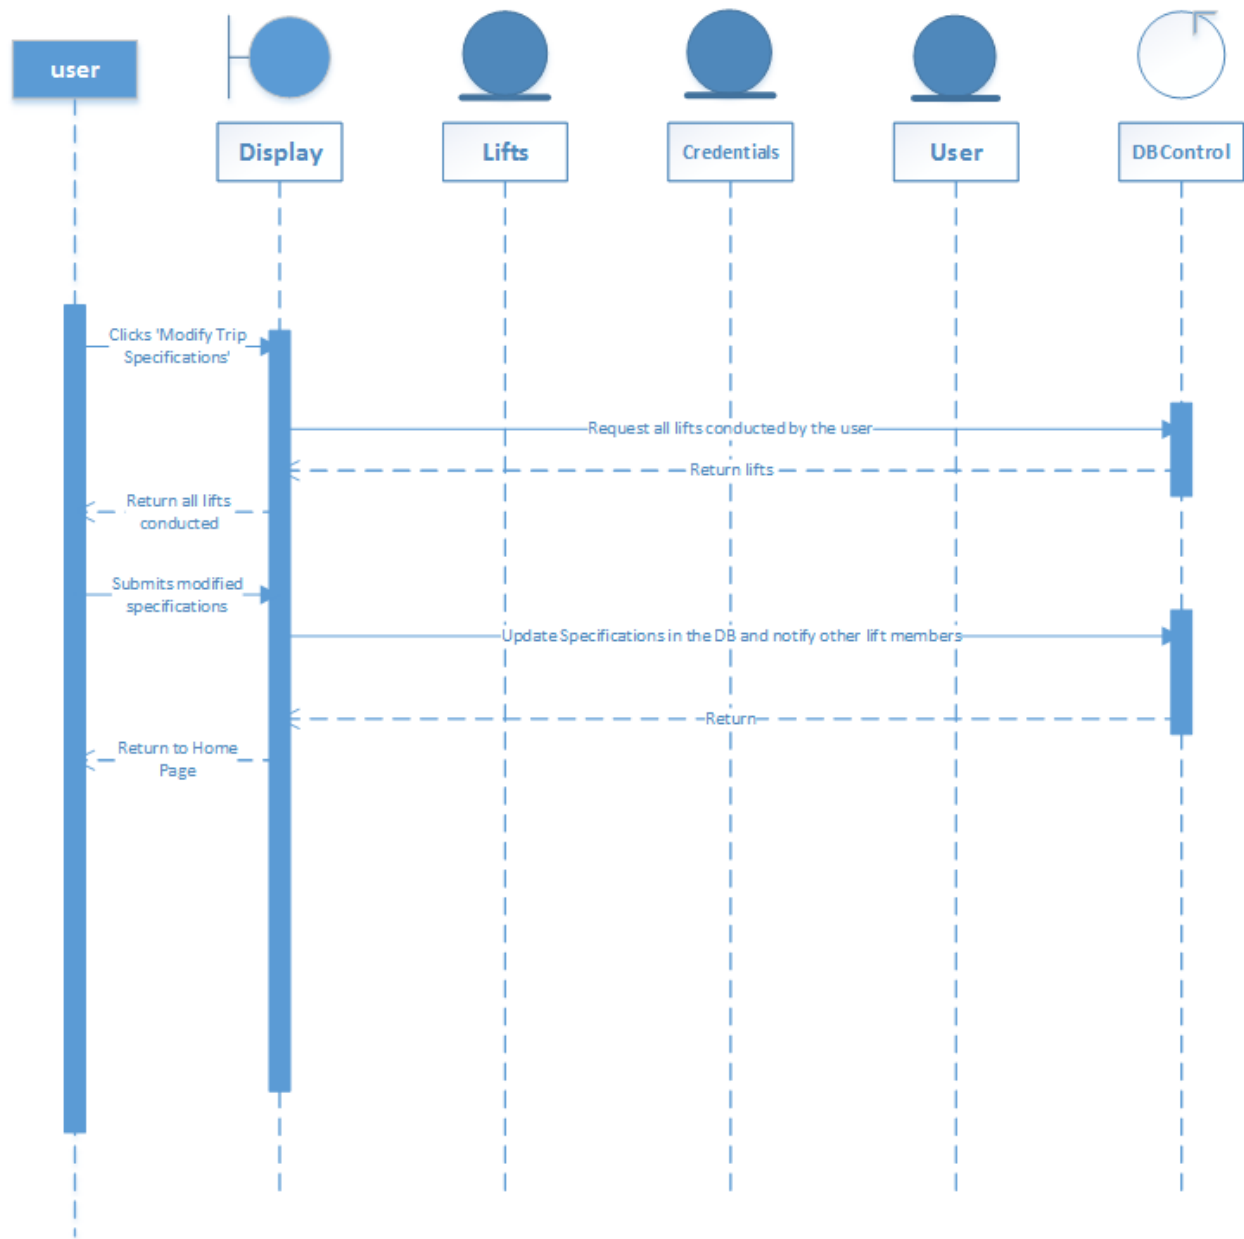 user
Display
Lifts
Credentials
User
DBControl
Clicks 'Modify Trip
Specifications'
Request all lifts conducted by the user
Return lifts
Return all lifts
conducted
Submits modified
specifications
Update Specifications in the DB and notify other lift members
Return
Return to Home
Page